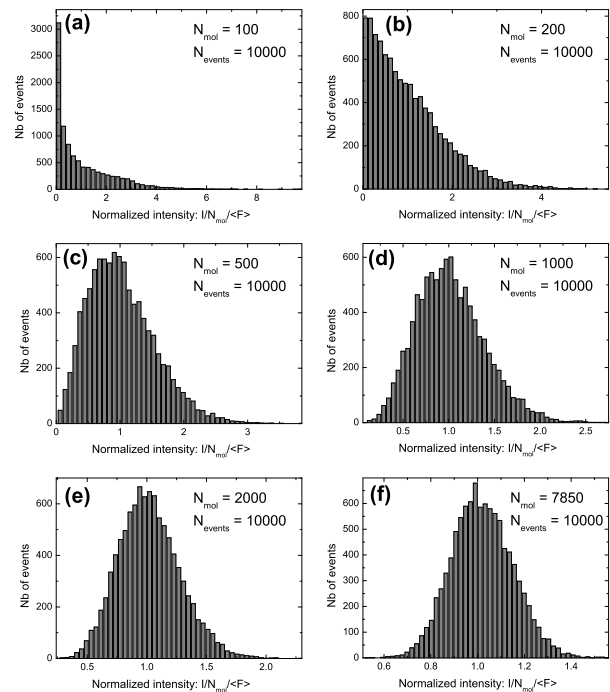 (a)
N_mol = 100
N_events = 10000
Nb of events
3500
3000
2500
2000
1500
1000
500
0
0 2 4 6 8
Normalized intensity: I/N_mol/<F>
(b)
N_mol = 200
N_events = 10000
Nb of events
800
600
400
200
0
0 2 4
Normalized intensity: I/N_mol/<F>
(c)
N_mol = 500
N_events = 10000
Nb of events
600
400
200
0
0 1 2 3
Normalized intensity: I/N_mol/<F>
(d)
N_mol = 1000
N_events = 10000
Nb of events
600
400
200
0
0.5 1.0 1.5 2.0 2.5
Normalized intensity: I/N_mol/<F>
(e)
N_mol = 2000
N_events = 10000
Nb of events
600
400
200
0
0.5 1.0 1.5 2.0
Normalized intensity: I/N_mol/<F>
(f)
N_mol = 7850
N_events = 10000
Nb of events
600
500
400
300
200
100
0
0.6 0.8 1.0 1.2 1.4
Normalized intensity: I/N_mol/<F>